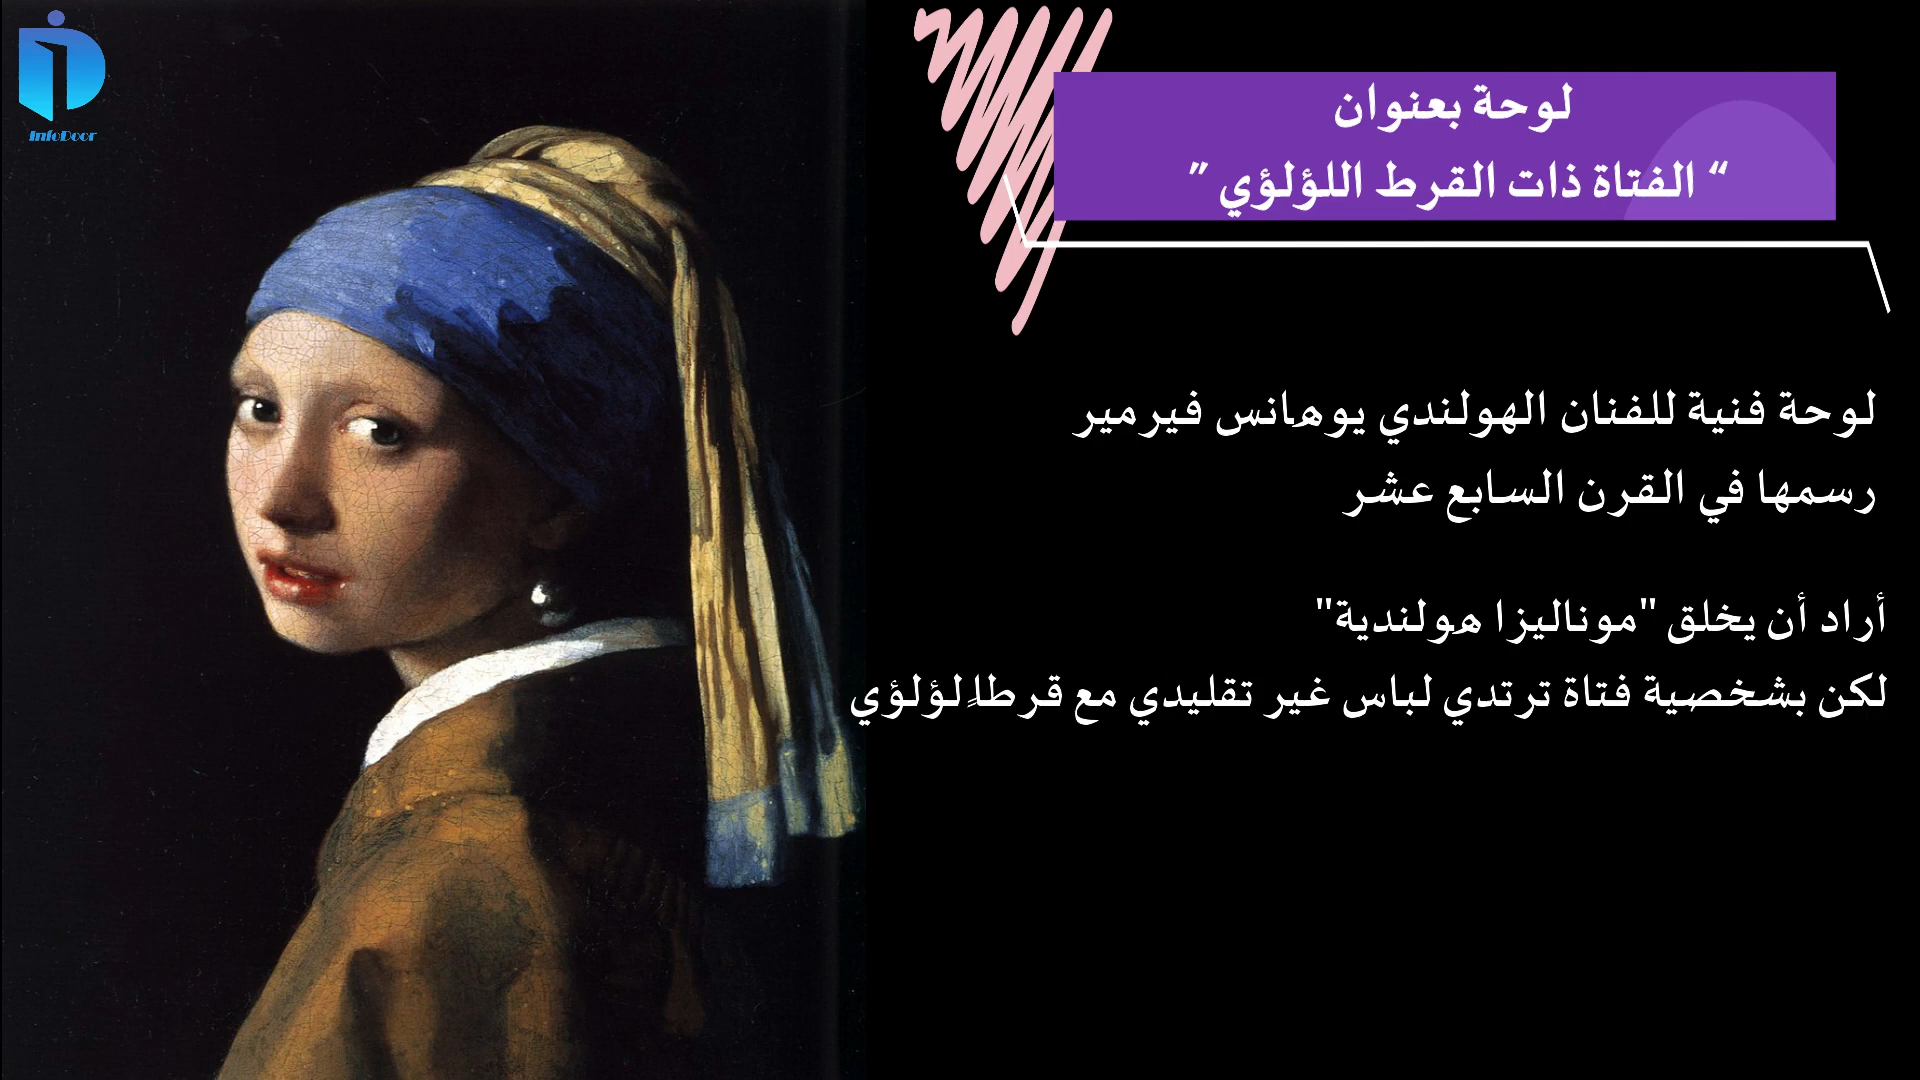 InfoDoor
لوحة بعنوان
“ الفتاة ذات القرط اللؤلؤي ”
لوحة فنية للفنان الهولندي يوهانس فيرمير
رسمها في القرن السابع عشر
أراد أن يخلق "موناليزا هولندية"
لكن بشخصية فتاة ترتدي لباس غير تقليدي مع قرطاٍ لؤلؤي